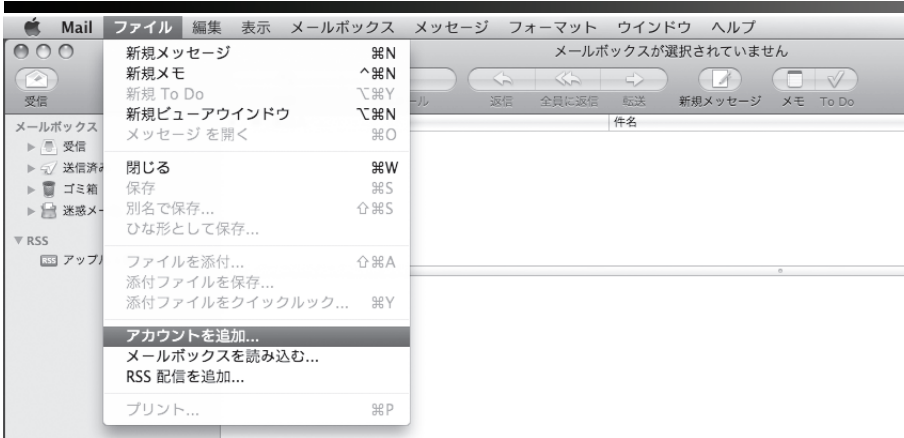 Mail ファイル 編集 表示 メールボックス メッセージ フォーマット ウインドウ ヘルプ
メールボックスが選択されていません
受信 返信 全員に返信 転送 新規メッセージ メモ To Do
件名
メールボックス
受信
送信済み
ゴミ箱
迷惑メー
RSS
RSS アップル
新規メッセージ ⌘N
新規メモ ^⌘N
新規 To Do ⌥⌘Y
新規ビューアウインドウ ⌥⌘N
メッセージ を開く ⌘O
閉じる ⌘W
保存 ⌘S
別名で保存... ⇧⌘S
ひな形として保存...
ファイルを添付... ⇧⌘A
添付ファイルを保存...
添付ファイルをクイックルック... ⌘Y
アカウントを追加...
メールボックスを読み込む...
RSS 配信を追加...
プリント... ⌘P